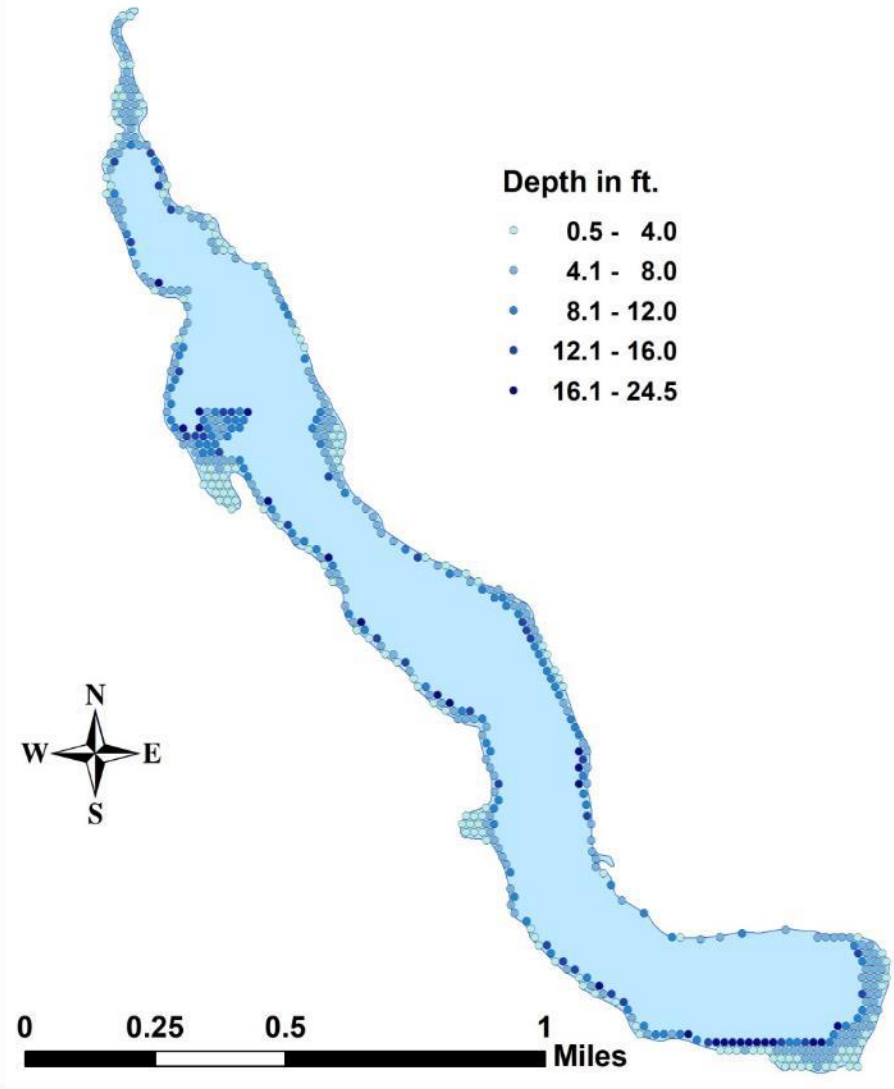 Depth in ft.
0.5 - 4.0
4.1 - 8.0
8.1 - 12.0
12.1 - 16.0
16.1 - 24.5
N
W E
S
0 0.25 0.5 1
Miles